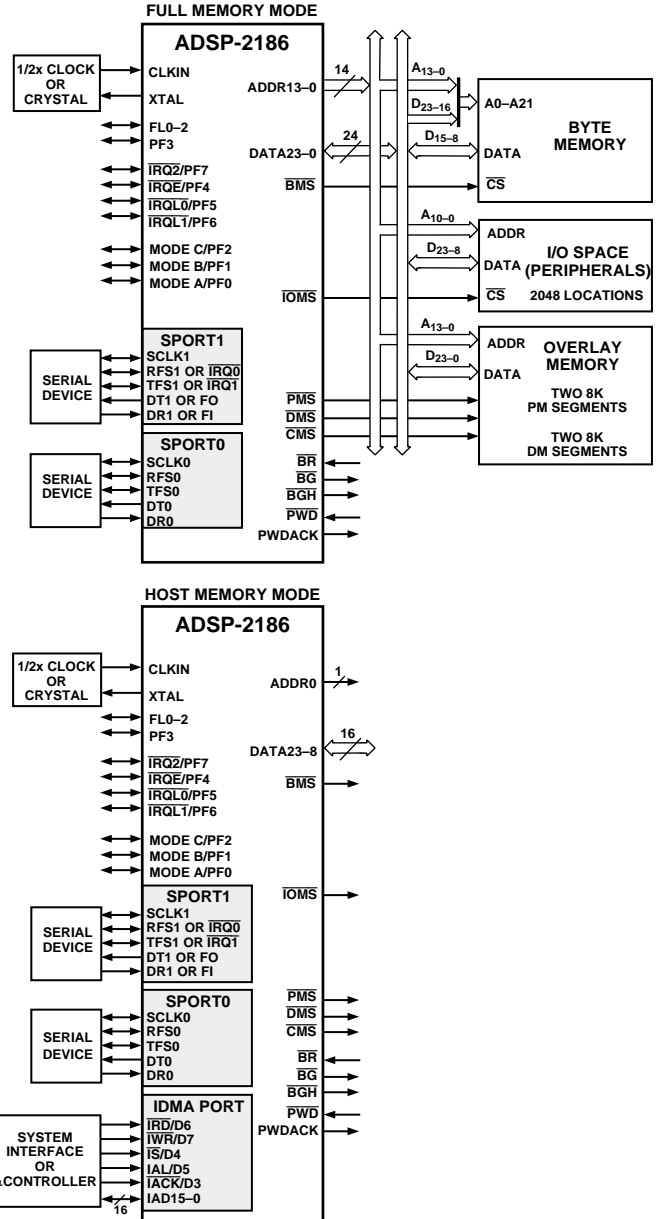 FULL MEMORY MODE
ADSP-2186
1/2x CLOCK
OR
CRYSTAL
CLKIN
XTAL
FL0–2
PF3
IRQ2/PF7
IRQE/PF4
IRQL0/PF5
IRQL1/PF6
MODE C/PF2
MODE B/PF1
MODE A/PF0
SPORT1
SCLK1
RFS1 OR IRQ0
TFS1 OR IRQ1
DT1 OR FO
DR1 OR FI
SERIAL
DEVICE
SPORT0
SCLK0
RFS0
TFS0
DT0
DR0
SERIAL
DEVICE
ADDR13–0
14
DATA23–0
24
BMS
IOMS
PMS
DMS
CMS
BR
BG
BGH
PWD
PWDACK
A13–0
D23–16
D15–8
A0–A21
DATA
CS
BYTE
MEMORY
A10–0
D23–8
ADDR
DATA
CS
I/O SPACE
(PERIPHERALS)
2048 LOCATIONS
A13–0
D23–0
ADDR
DATA
OVERLAY
MEMORY
TWO 8K
PM SEGMENTS
TWO 8K
DM SEGMENTS
HOST MEMORY MODE
ADSP-2186
1/2x CLOCK
OR
CRYSTAL
CLKIN
XTAL
FL0–2
PF3
IRQ2/PF7
IRQE/PF4
IRQL0/PF5
IRQL1/PF6
MODE C/PF2
MODE B/PF1
MODE A/PF0
SPORT1
SCLK1
RFS1 OR IRQ0
TFS1 OR IRQ1
DT1 OR FO
DR1 OR FI
SERIAL
DEVICE
SPORT0
SCLK0
RFS0
TFS0
DT0
DR0
SERIAL
DEVICE
IDMA PORT
IRD/D6
IWR/D7
IS/D4
IAL/D5
IACK/D3
IAD15–0
16
SYSTEM
INTERFACE
OR
CONTROLLER
ADDR0
1
DATA23–8
16
BMS
IOMS
PMS
DMS
CMS
BR
BG
BGH
PWD
PWDACK